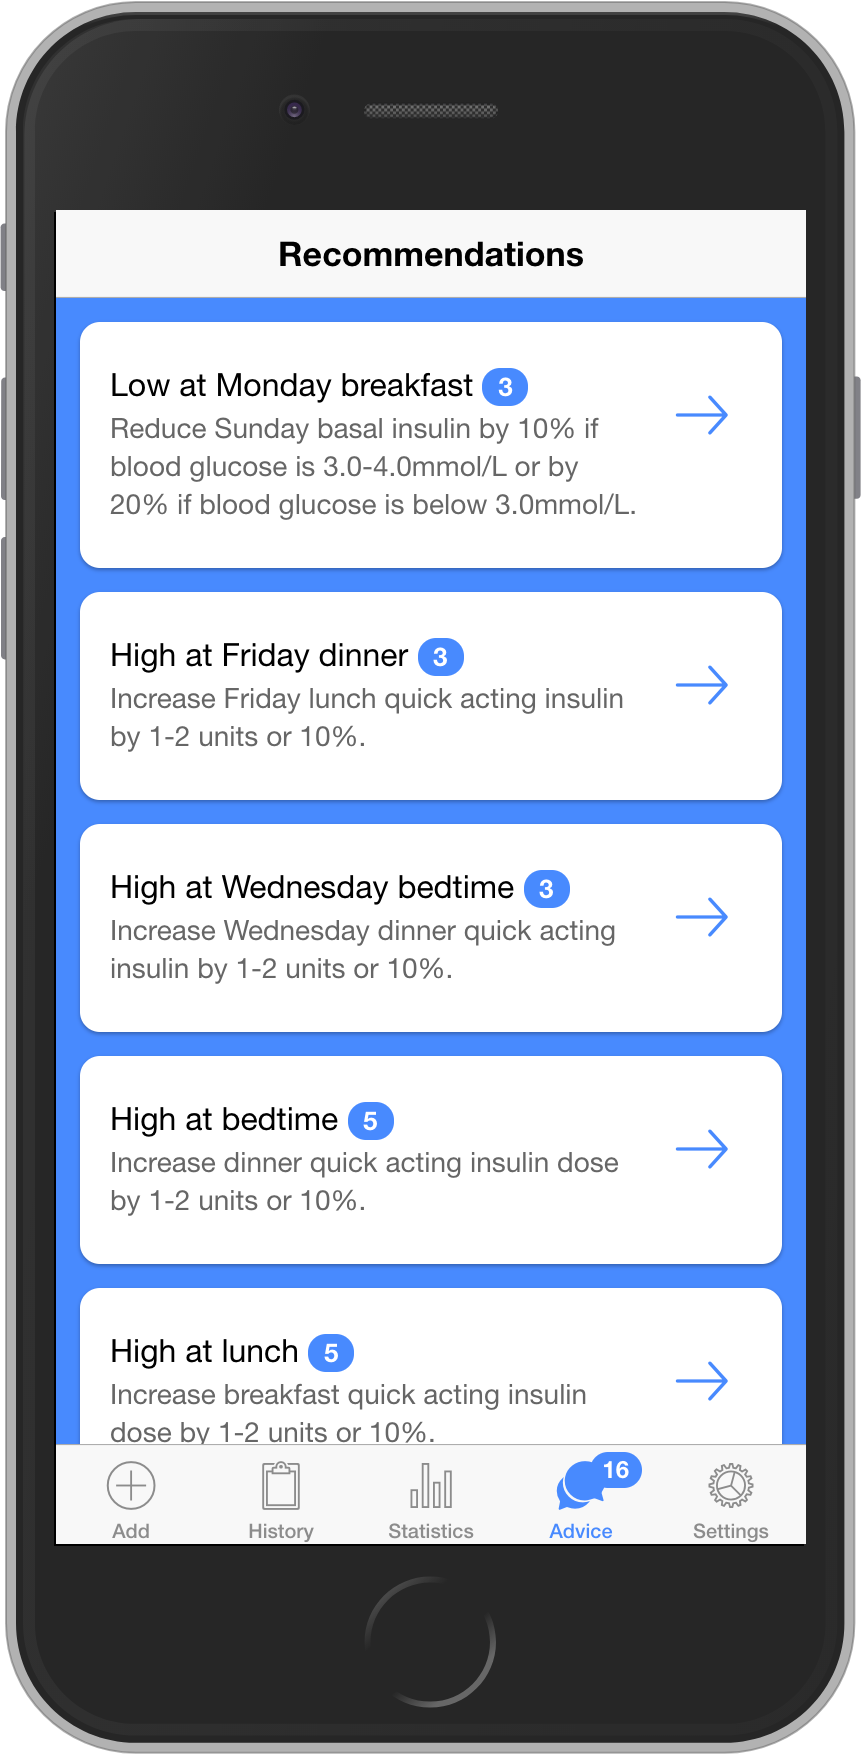 Recommendations
Low at Monday breakfast 3
Reduce Sunday basal insulin by 10% if
blood glucose is 3.0-4.0mmol/L or by
20% if blood glucose is below 3.0mmol/L.
High at Friday dinner 3
Increase Friday lunch quick acting insulin
by 1-2 units or 10%.
High at Wednesday bedtime 3
Increase Wednesday dinner quick acting
insulin by 1-2 units or 10%.
High at bedtime 5
Increase dinner quick acting insulin dose
by 1-2 units or 10%.
High at lunch 5
Increase breakfast quick acting insulin
dose by 1-2 units or 10%.
16
Add History Statistics Advice Settings